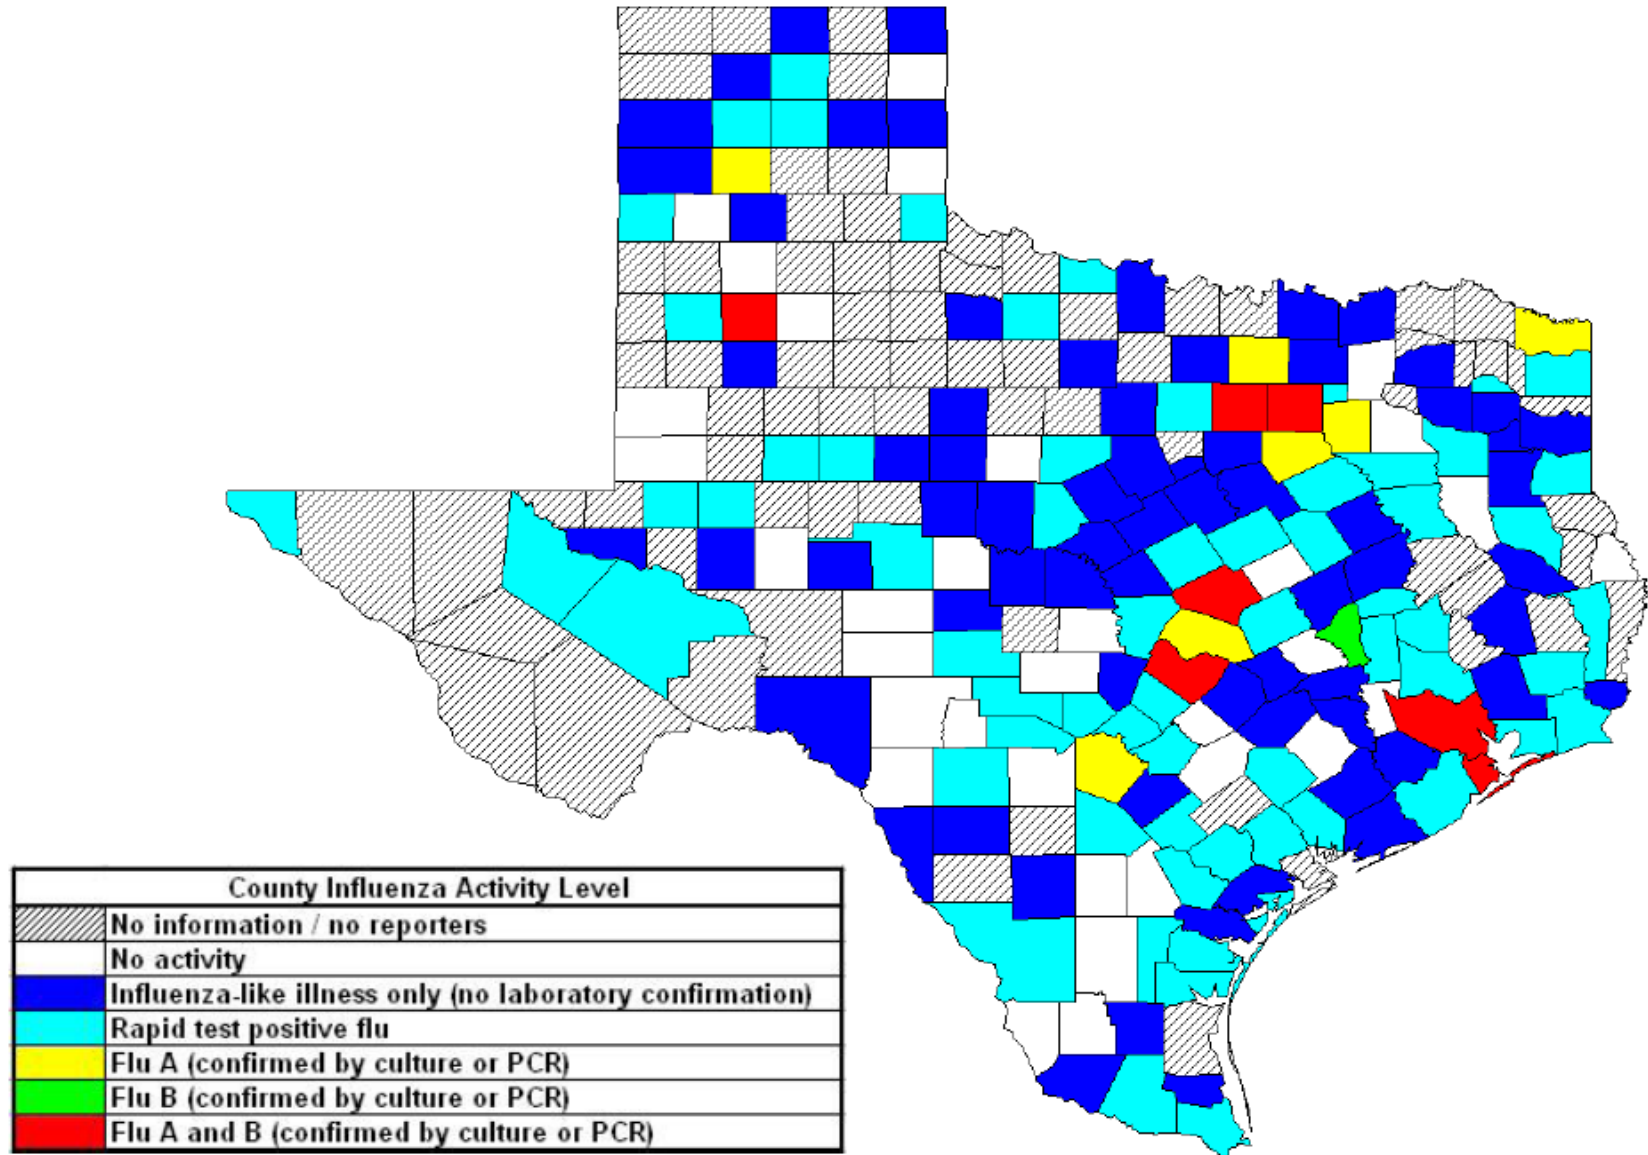 County Influenza Activity Level
No information / no reporters
No activity
Influenza-like illness only (no laboratory confirmation)
Rapid test positive flu
Flu A (confirmed by culture or PCR)
Flu B (confirmed by culture or PCR)
Flu A and B (confirmed by culture or PCR)